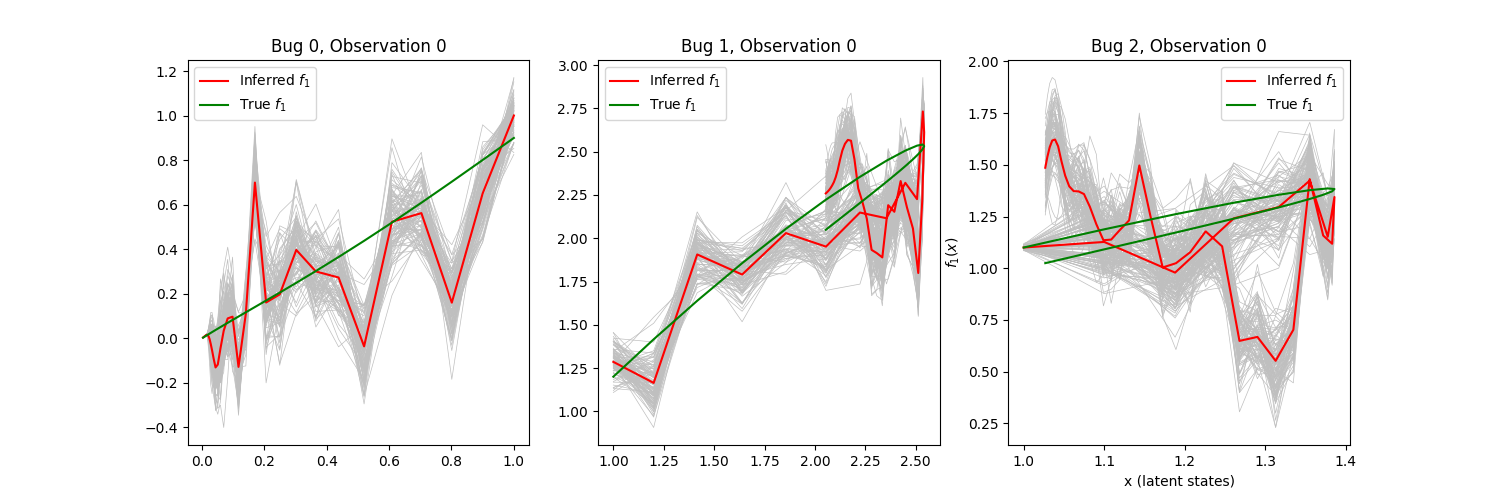 Bug 0, Observation 0
Inferred f₁
True f₁
1.2
1.0
0.8
0.6
0.4
0.2
0.0
−0.2
−0.4
0.0 0.2 0.4 0.6 0.8 1.0
Bug 1, Observation 0
Inferred f₁
True f₁
3.00
2.75
2.50
2.25
2.00
1.75
1.50
1.25
1.00
1.00 1.25 1.50 1.75 2.00 2.25 2.50
Bug 2, Observation 0
Inferred f₁
True f₁
f₁(x)
2.00
1.75
1.50
1.25
1.00
0.75
0.50
0.25
1.0 1.1 1.2 1.3 1.4
x (latent states)